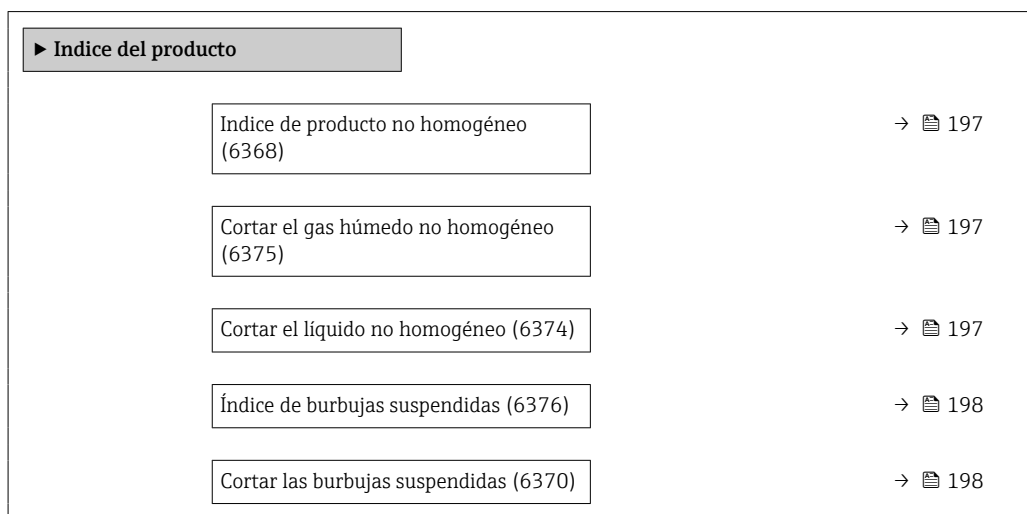 ▶ Indice del producto
Indice de producto no homogéneo
(6368)
→ 197
Cortar el gas húmedo no homogéneo
(6375)
→ 197
Cortar el líquido no homogéneo (6374)
→ 197
Índice de burbujas suspendidas (6376)
→ 198
Cortar las burbujas suspendidas (6370)
→ 198